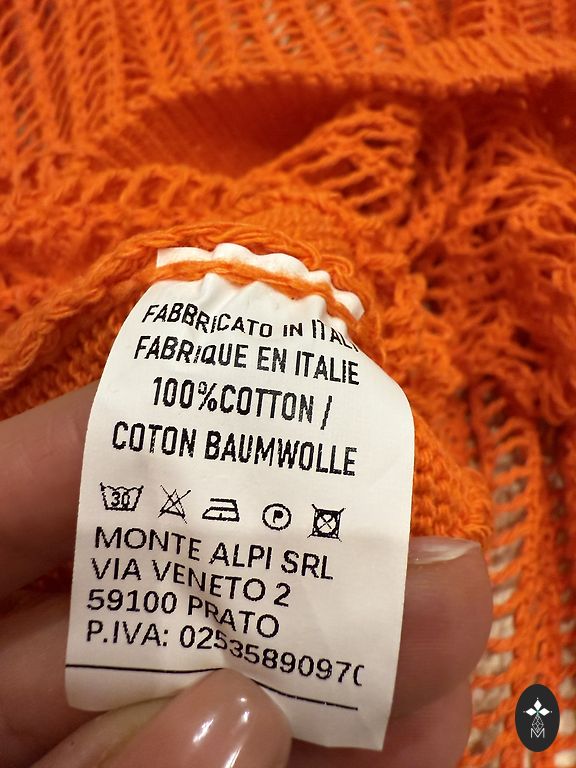 FABBRICATO IN ITALI
FABRIQUE EN ITALIE
100%COTTON /
COTON BAUMWOLLE
30 P
MONTE ALPI SRL
VIA VENETO 2
59100 PRATO
P.IVA: 02535890970
M